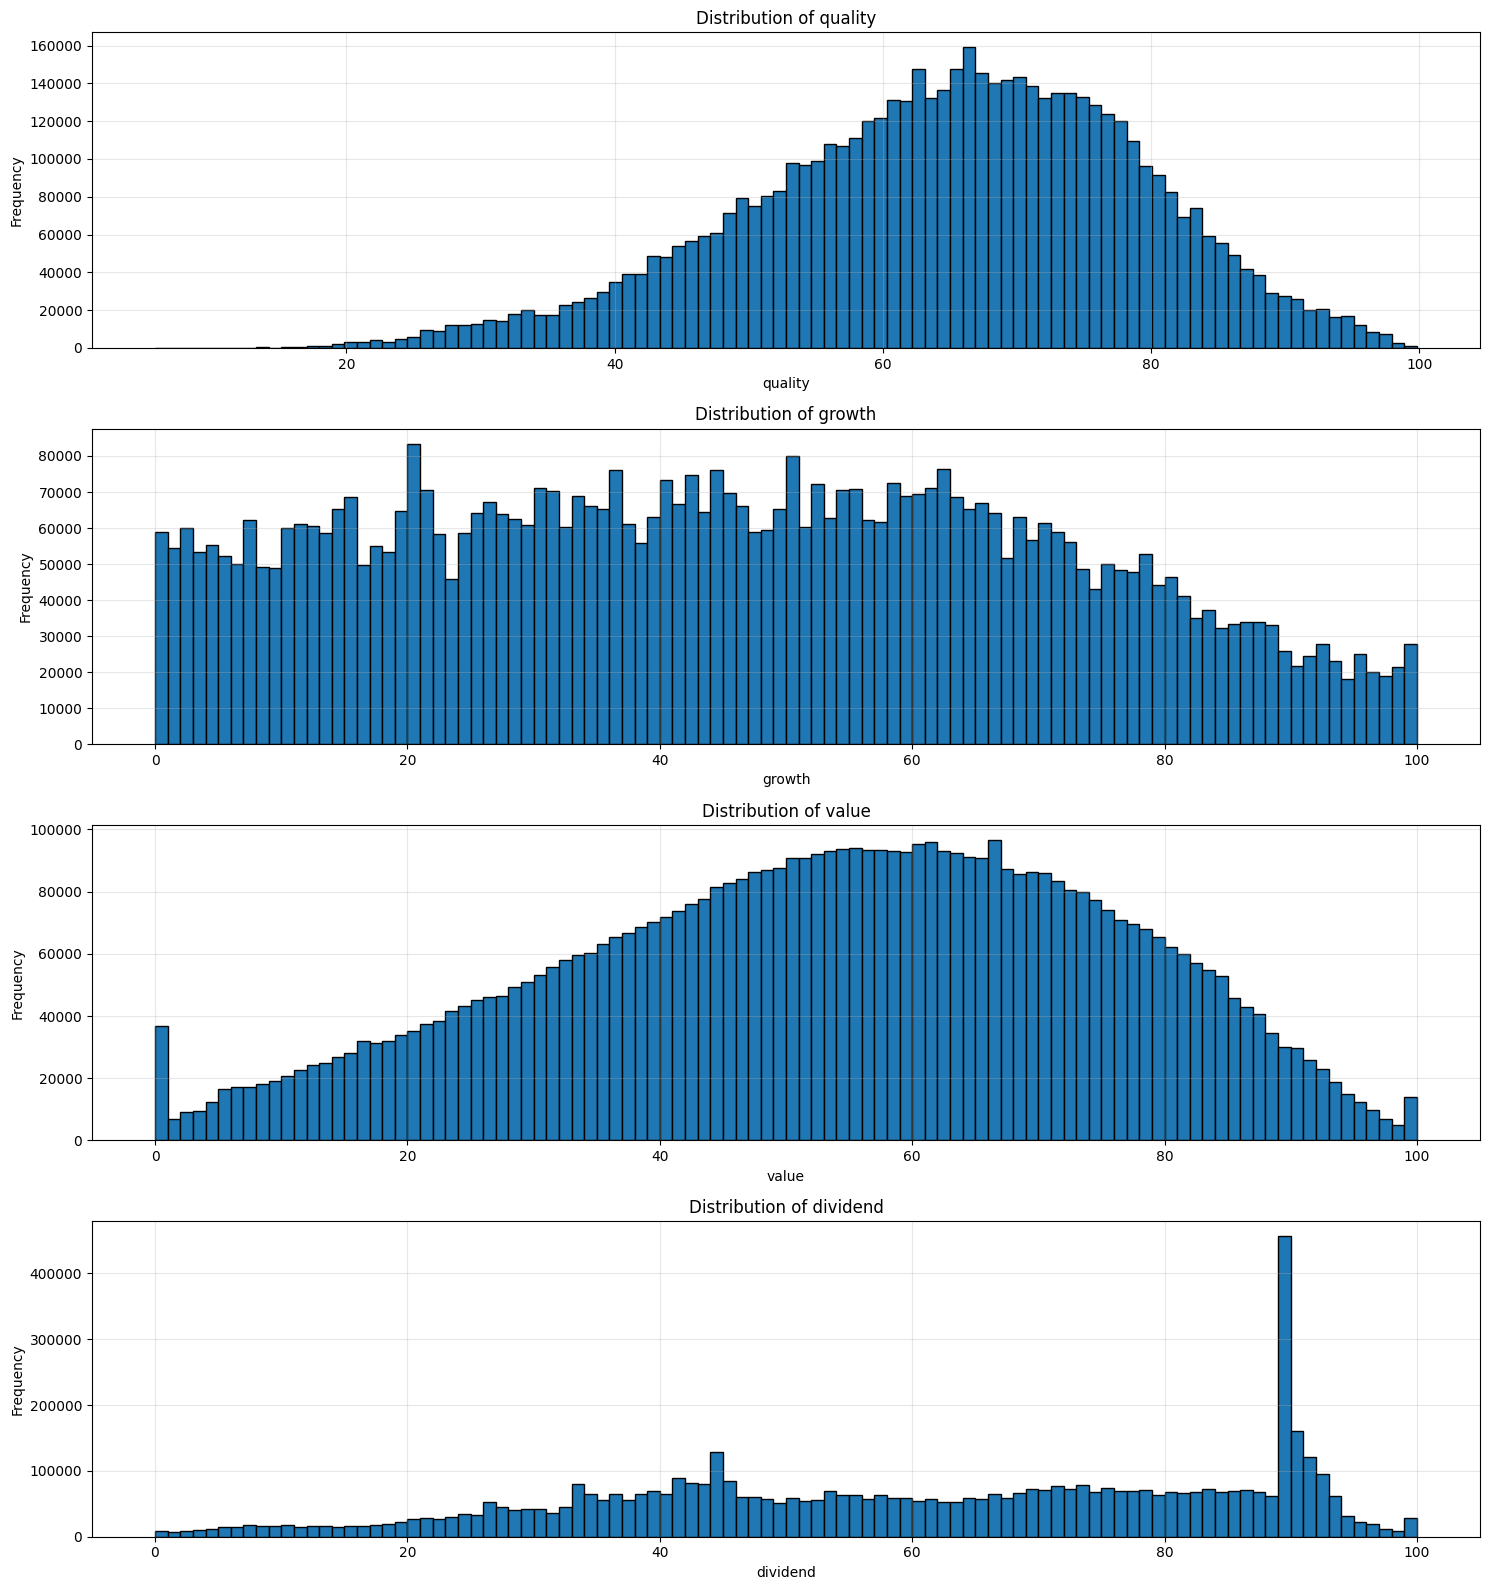 Distribution of quality
160000
140000
120000
100000
80000
60000
40000
20000
0
Frequency
20 40 60 80 100
quality
Distribution of growth
80000
70000
60000
50000
40000
30000
20000
10000
0
Frequency
0 20 40 60 80 100
growth
Distribution of value
100000
80000
60000
40000
20000
0
Frequency
0 20 40 60 80 100
value
Distribution of dividend
400000
300000
200000
100000
0
Frequency
0 20 40 60 80 100
dividend